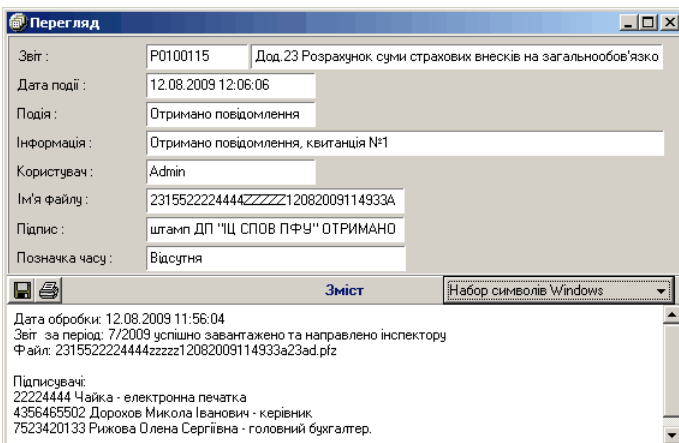 Перегляд
Звіт : P0100115 Дод.23 Розрахунок суми страхових внесків на загальнообов'язко
Дата події : 12.08.2009 12:06:06
Подія : Отримано повідомлення
Інформація : Отримано повідомлення, квитанція №1
Користувач : Admin
Ім'я файлу : 2315522224444ZZZZZ12082009114933A
Підпис : штамп ДП "ІЦ СПОВ ПФУ" ОТРИМАНО
Позначка часу : Відсутня
Зміст Набор символів Windows
Дата обробки: 12.08.2009 11:56:04
Звіт за період: 7/2009 успішно завантажено та направлено інспектору
Файл: 2315522224444zzzzz12082009114933a23ad.pfz
Підписувачі:
22224444 Чайка - електронна печатка
4356465502 Дорохов Микола Іванович - керівник
7523420133 Рижова Олена Сергіївна - головний бухгалтер.